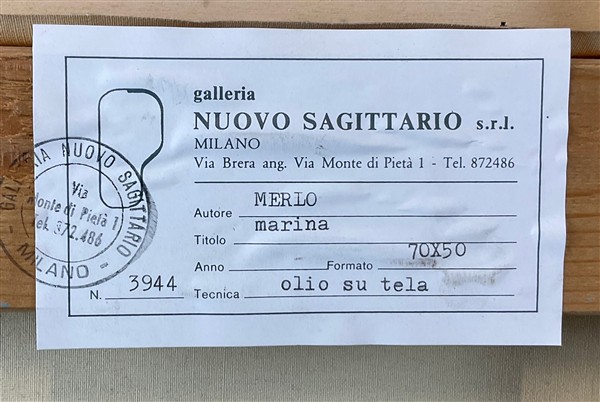 galleria
NUOVO SAGITTARIO s.r.l.
MILANO
Via Brera ang. Via Monte di Pietà 1 - Tel. 872486
Autore MERLO
Titolo marina
Anno Formato 70X50
N. 3944 Tecnica olio su tela
GALLERIA NUOVO SAGITTARIO
Via
Monte di Pietà 1
Tek. 872.486
- MILANO -